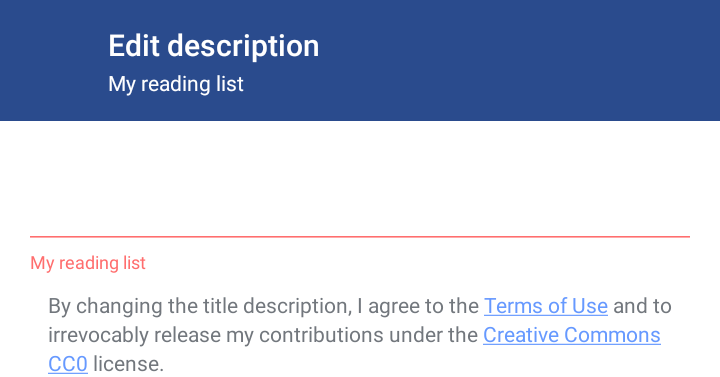 Edit description
My reading list
My reading list
By changing the title description, I agree to the Terms of Use and to
irrevocably release my contributions under the Creative Commons
CC0 license.